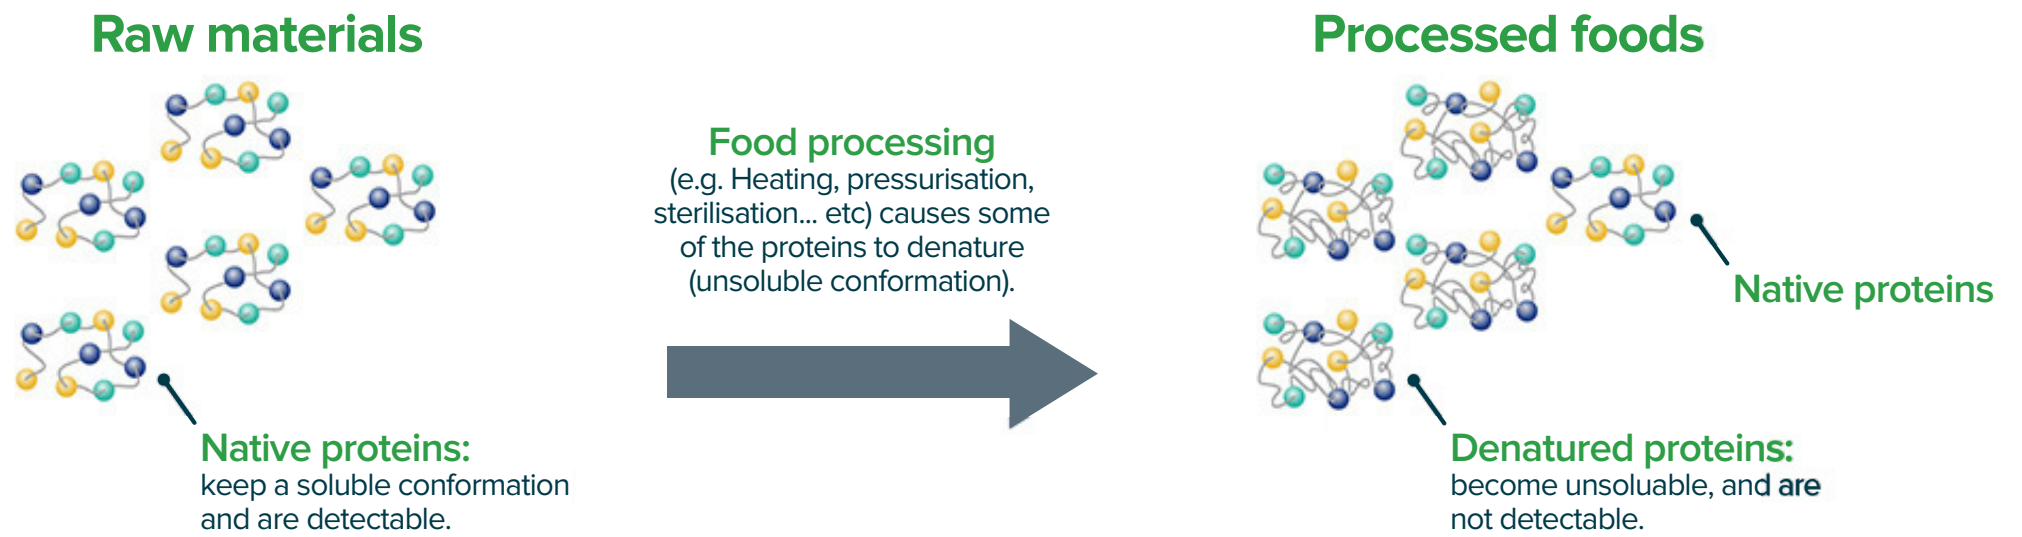 Raw materials
Processed foods
Food processing
(e.g. Heating, pressurisation,
sterilisation... etc) causes some
of the proteins to denature
(unsoluble conformation).
Native proteins
Native proteins:
keep a soluble conformation
and are detectable.
Denatured proteins:
become unsoluable, and are
not detectable.